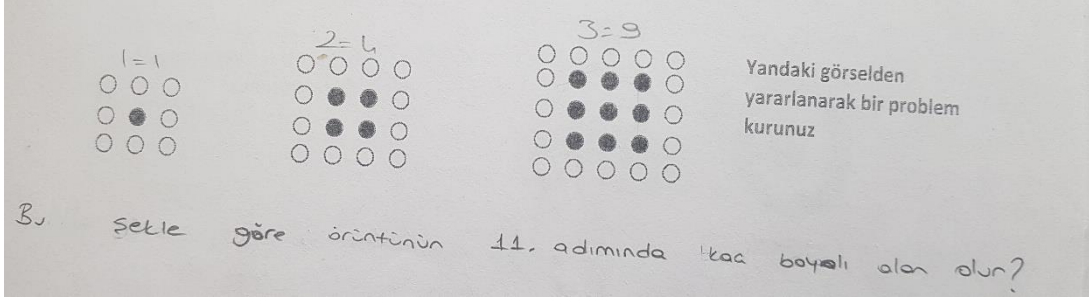 1=1
2=4
3=9
Yandaki görselden
yararlanarak bir problem
kurunuz
Bu şekle göre örüntünün 11. adımında kaç boyalı alan olur?